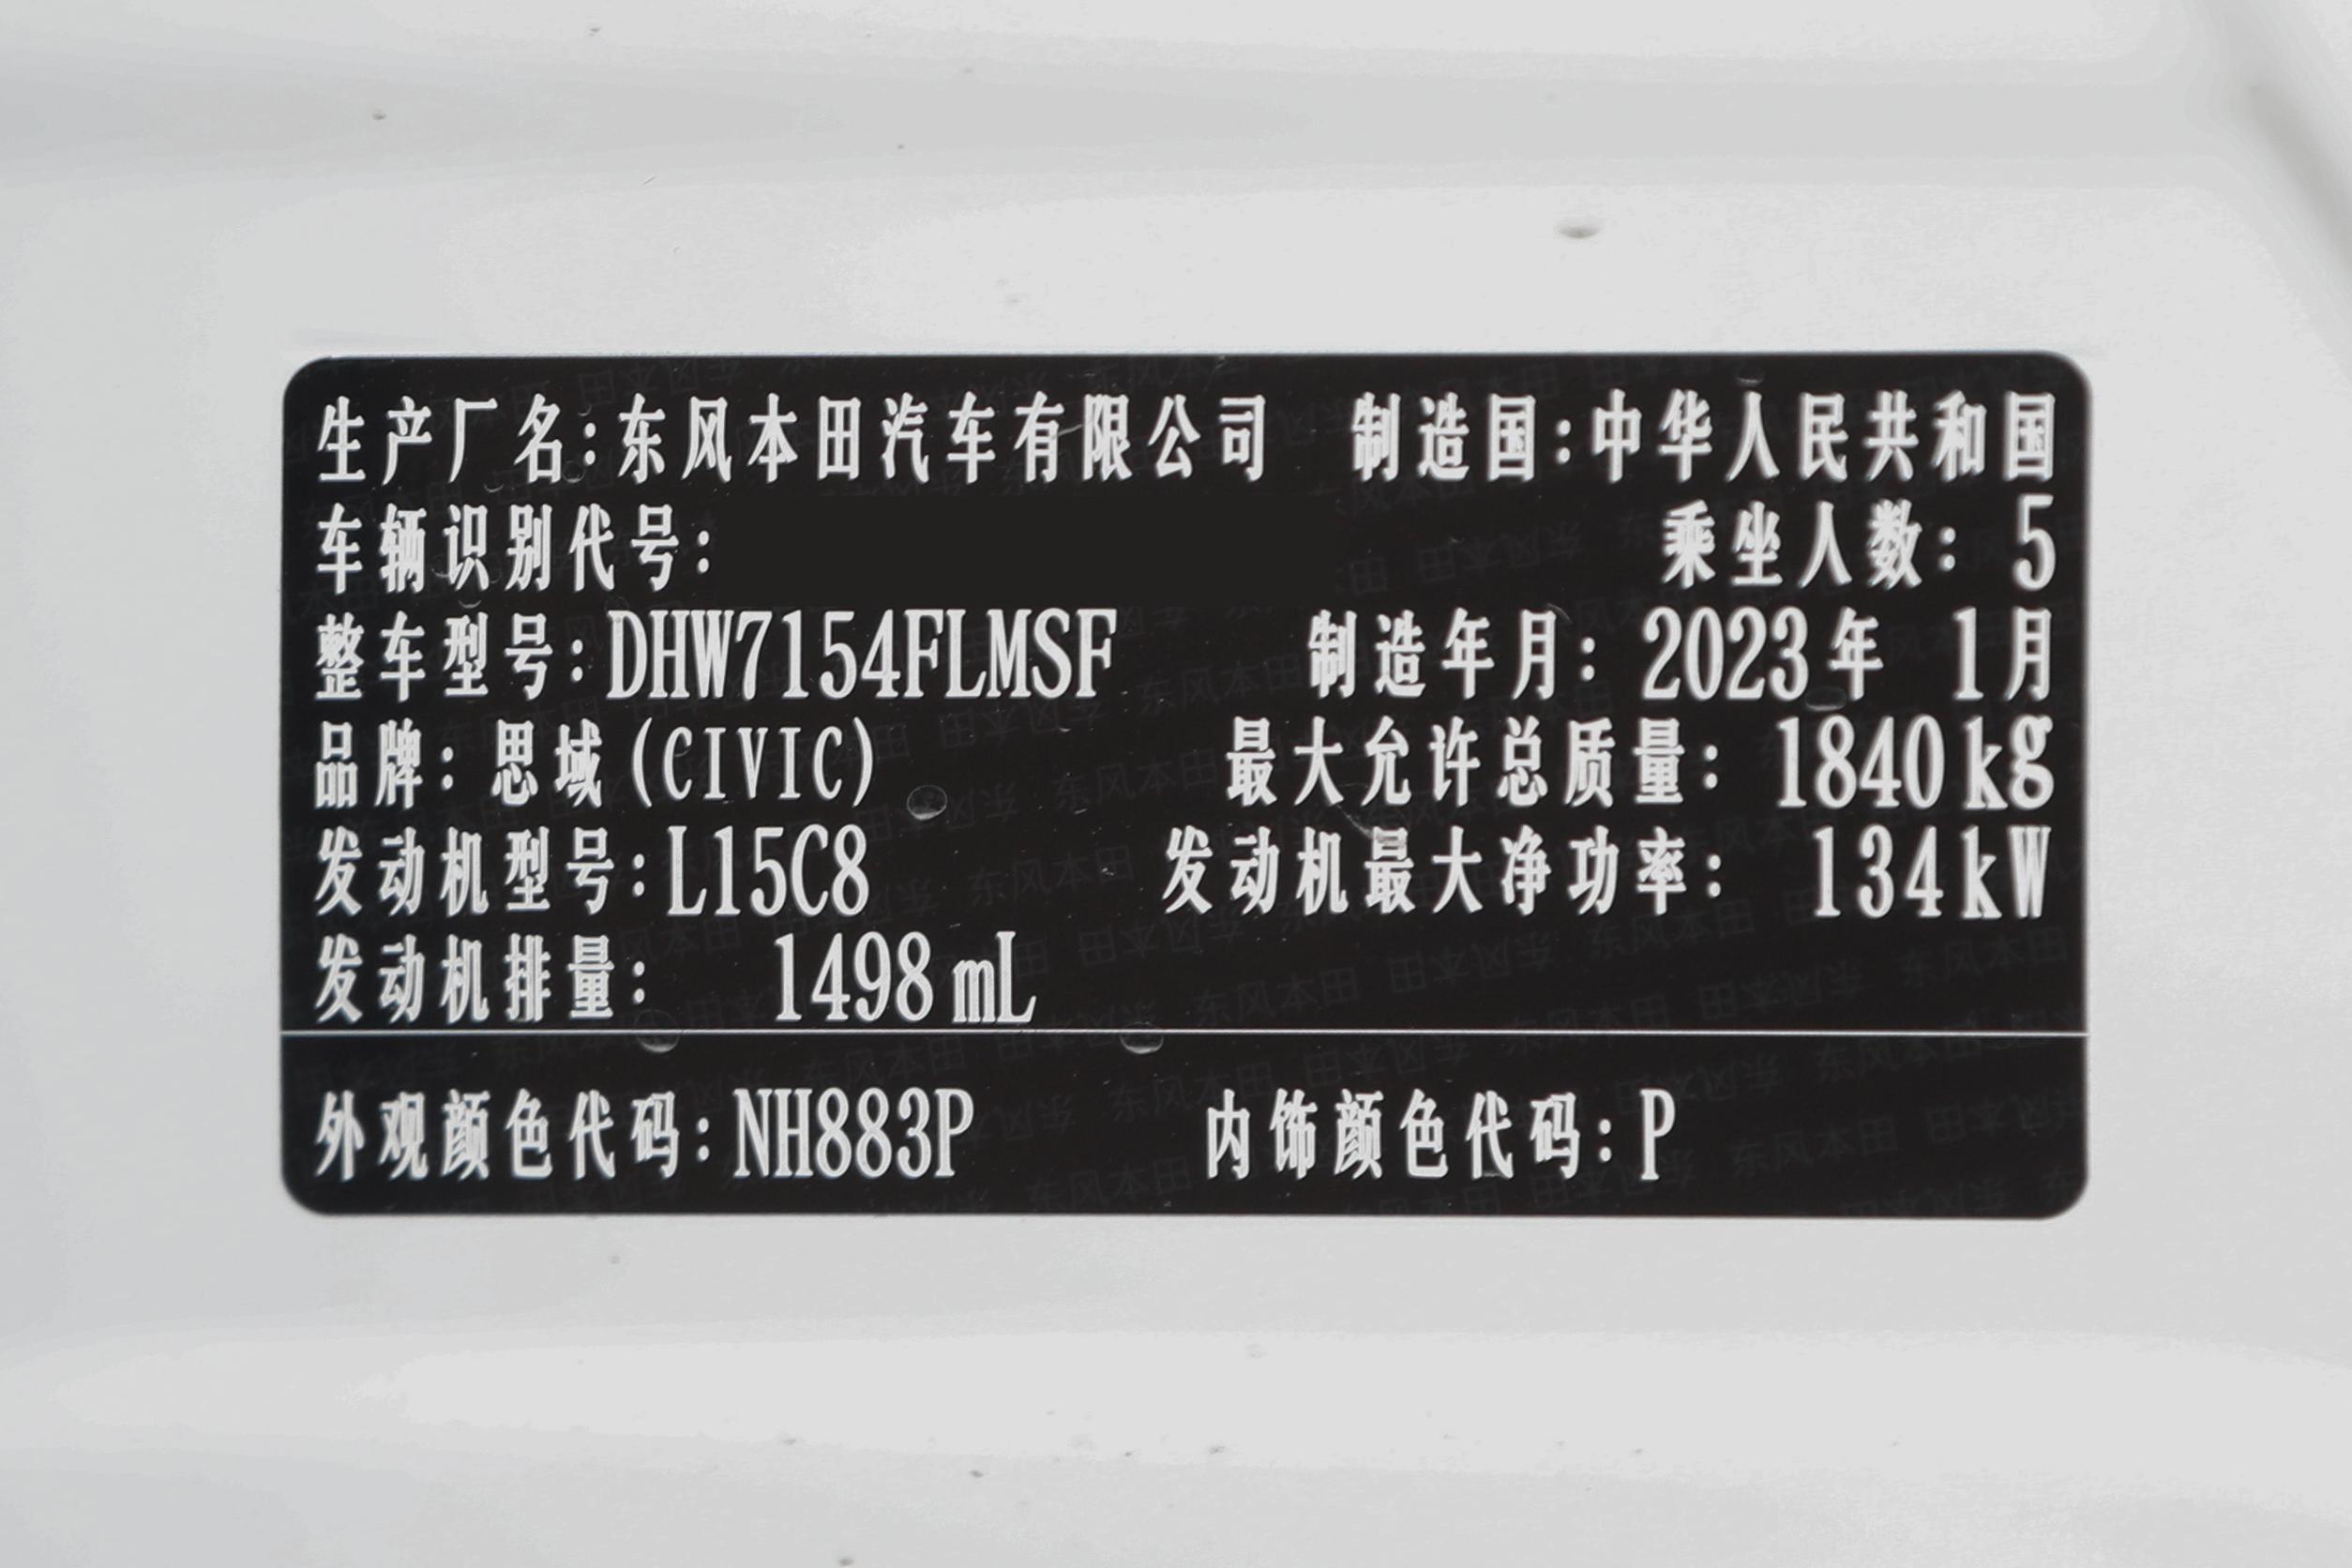 生产厂名:东风本田汽车有限公司 制造国:中华人民共和国
车辆识别代号: 乘坐人数: 5
整车型号:DHW7154FLMSF 制造年月: 2023年 1月
品牌: 思域(CIVIC) 最大允许总质量: 1840kg
发动机型号:L15C8 发动机最大净功率: 134kW
发动机排量: 1498mL
外观颜色代码:NH883P 内饰颜色代码:P